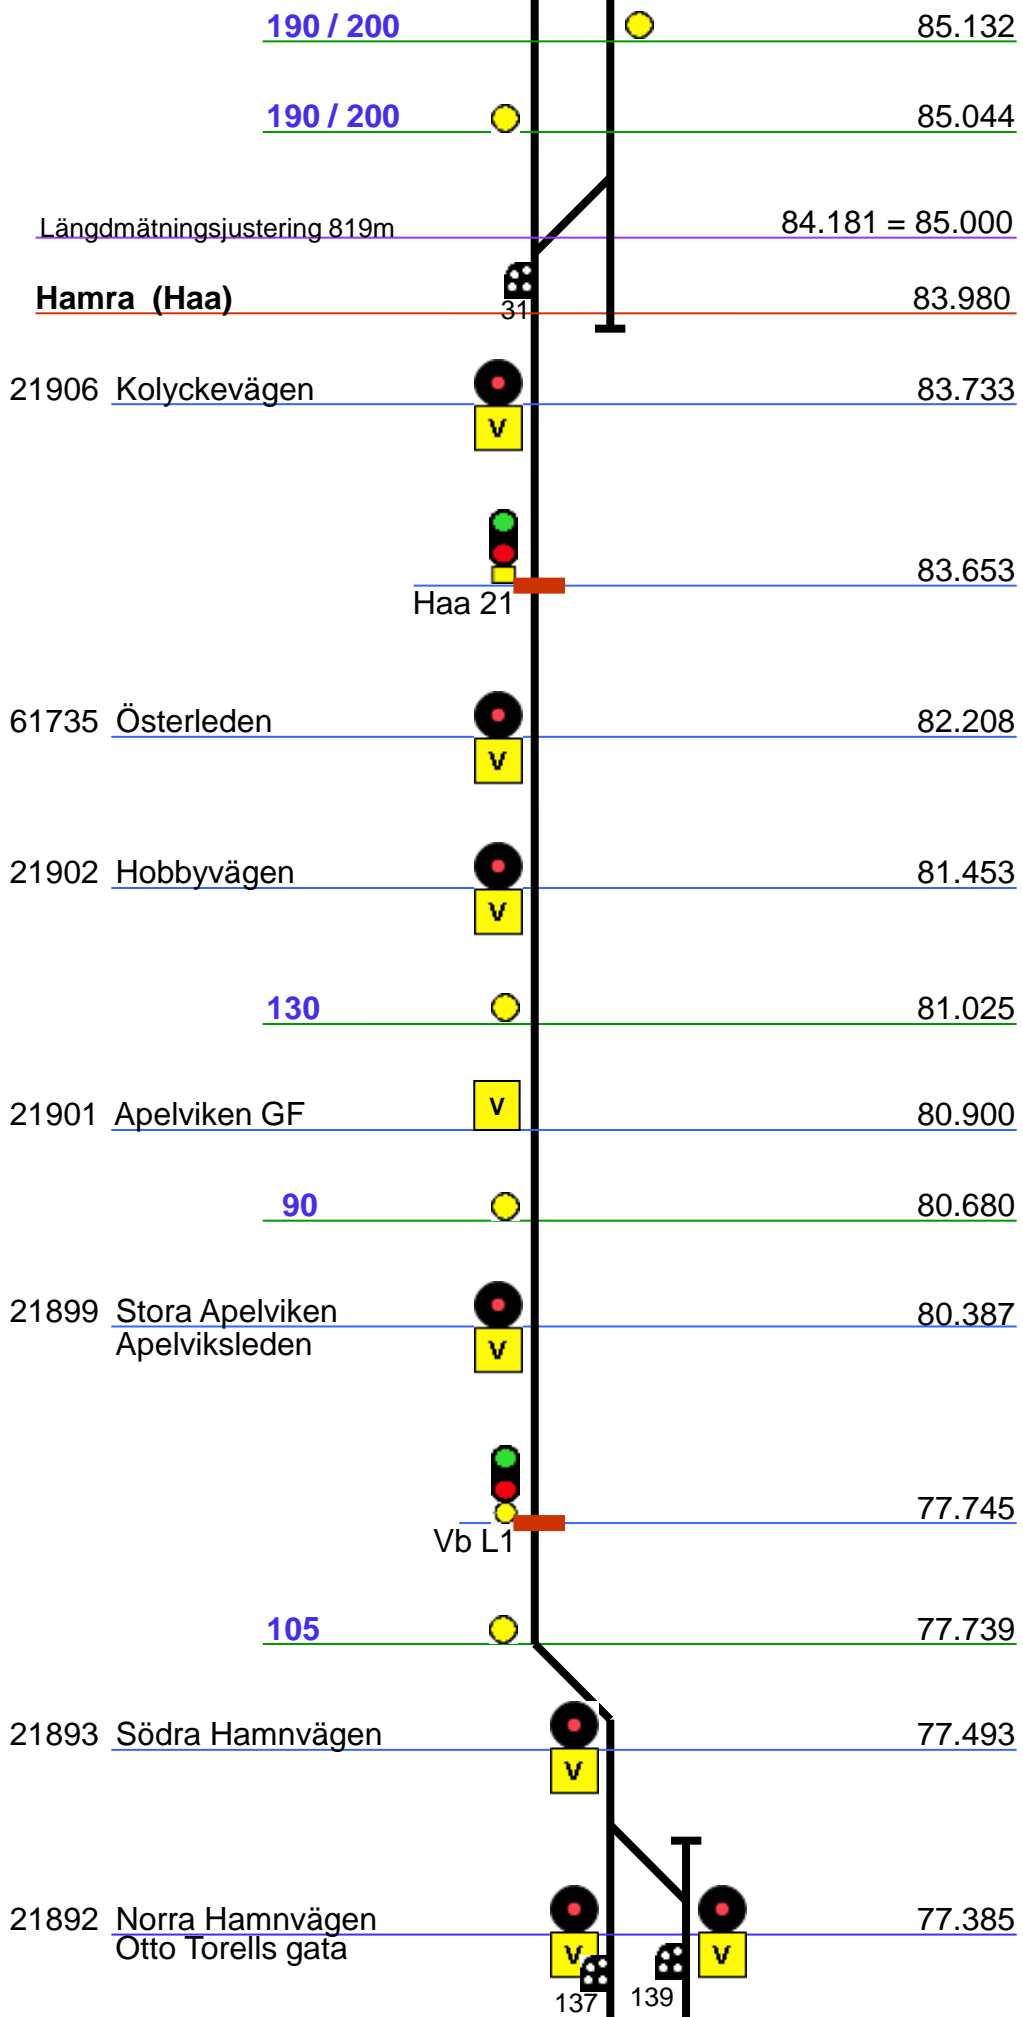 190 / 200 85.132
190 / 200 85.044
Längdmätningsjustering 819m 84.181 = 85.000
Hamra (Haa) 83.980
31
21906 Kolyckevägen 83.733
V
83.653
Haa 21
61735 Österleden 82.208
V
21902 Hobbyvägen 81.453
V
130 81.025
21901 Apelviken GF V 80.900
90 80.680
21899 Stora Apelviken 80.387
Apelviksleden V
77.745
Vb L1
105 77.739
21893 Södra Hamnvägen 77.493
V
21892 Norra Hamnvägen 77.385
Otto Torells gata V V
137 139